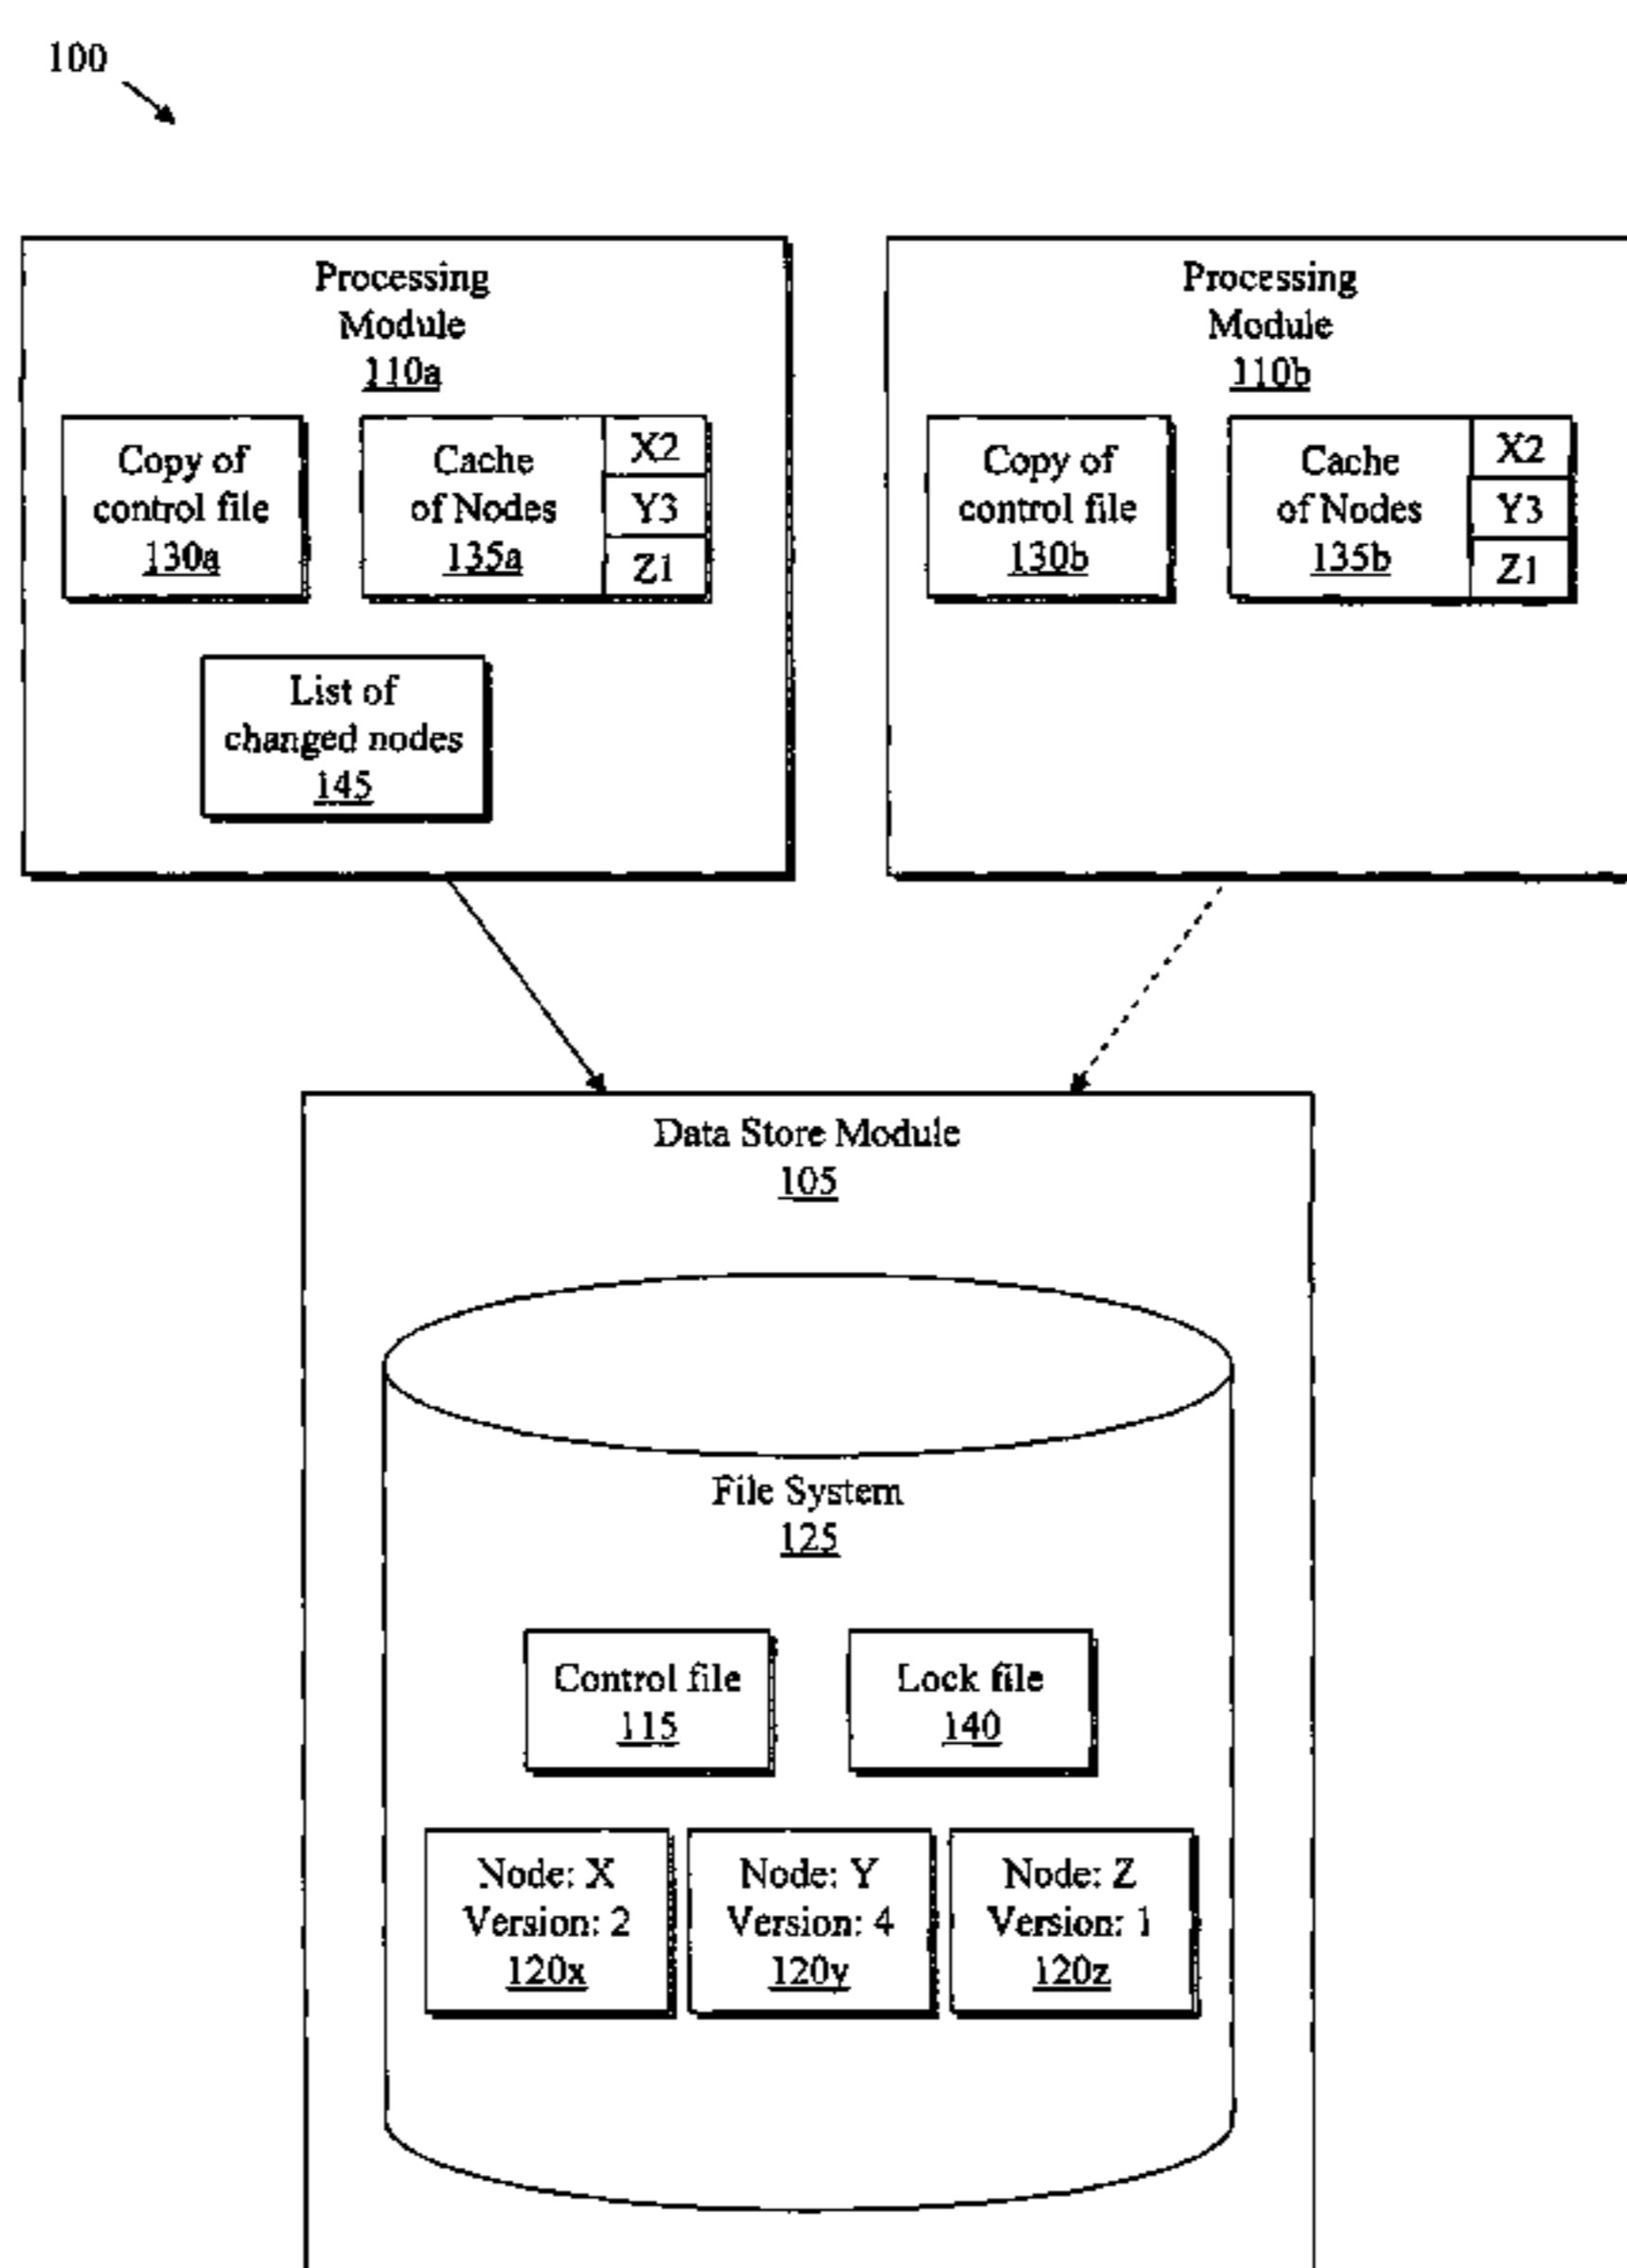 100
Processing
Module
110a
Copy of
control file
130a
Cache
of Nodes
135a
X2
Y3
Z1
List of
changed nodes
145
Processing
Module
110b
Copy of
control file
130b
Cache
of Nodes
135b
X2
Y3
Z1
Data Store Module
105
File System
125
Control file
115
Lock file
140
Node: X
Version: 2
120x
Node: Y
Version: 4
120y
Node: Z
Version: 1
120z